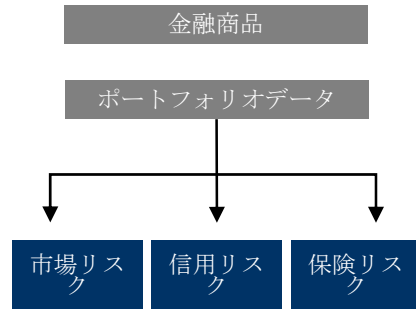 金融商品
ポートフォリオデータ
市場リス
ク
信用リス
ク
保険リス
ク